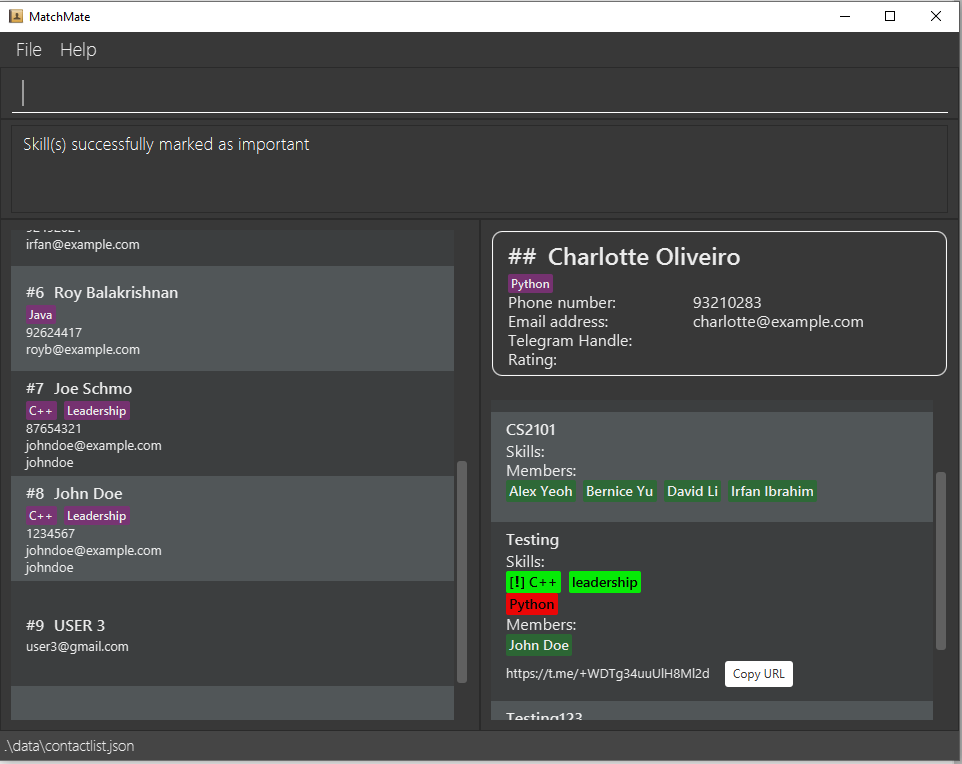 MatchMate
File Help
Skill(s) successfully marked as important
irfan@example.com
#6 Roy Balakrishnan
Java
92624417
royb@example.com
#7 Joe Schmo
C++ Leadership
87654321
johndoe@example.com
johndoe
#8 John Doe
C++ Leadership
1234567
johndoe@example.com
johndoe
#9 USER 3
user3@gmail.com
## Charlotte Oliveiro
Python
Phone number: 93210283
Email address: charlotte@example.com
Telegram Handle:
Rating:
CS2101
Skills:
Members:
Alex Yeoh Bernice Yu David Li Irfan Ibrahim
Testing
Skills:
[!] C++ leadership
Python
Members:
John Doe
https://t.me/+WDTg34uuUlH8Ml2d Copy URL
Testing123
.\data\contactlist.json